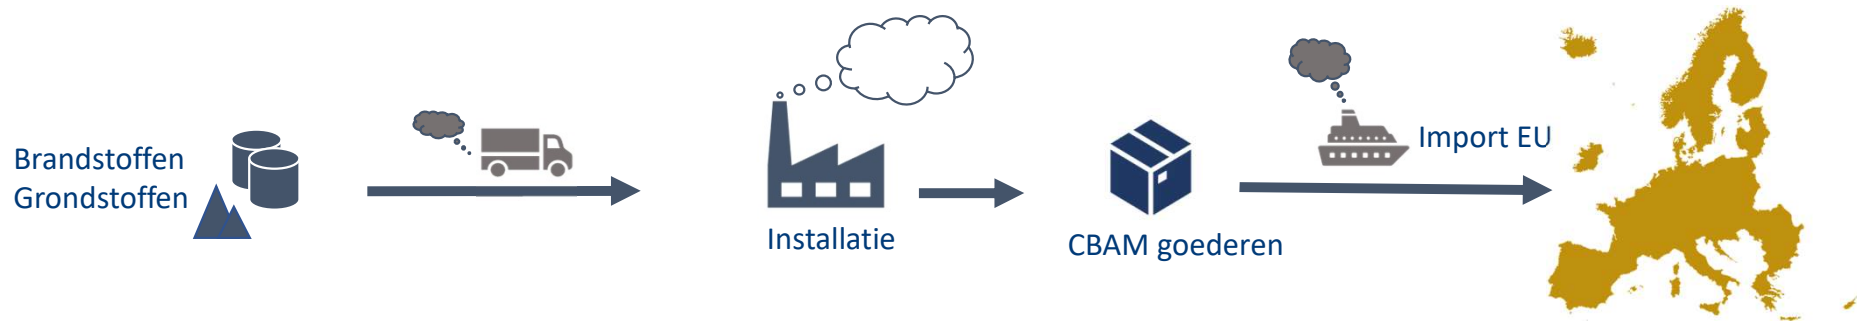 Brandstoffen
Grondstoffen
Installatie
CBAM goederen
Import EU